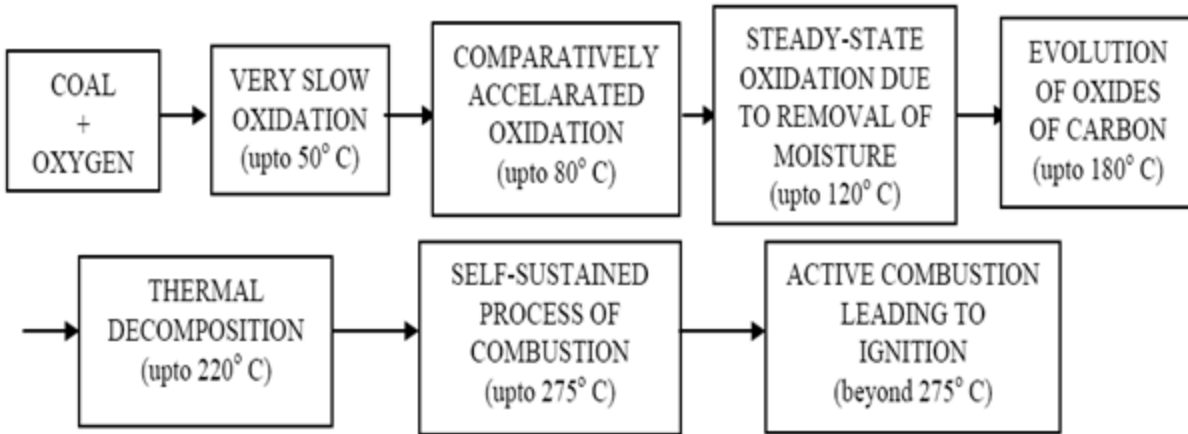 COAL
+
OXYGEN
VERY SLOW
OXIDATION
(upto 50° C)
COMPARATIVELY
ACCELARATED
OXIDATION
(upto 80° C)
STEADY-STATE
OXIDATION DUE
TO REMOVAL OF
MOISTURE
(upto 120° C)
EVOLUTION
OF OXIDES
OF CARBON
(upto 180° C)
THERMAL
DECOMPOSITION
(upto 220° C)
SELF-SUSTAINED
PROCESS OF
COMBUSTION
(upto 275° C)
ACTIVE COMBUSTION
LEADING TO
IGNITION
(beyond 275° C)